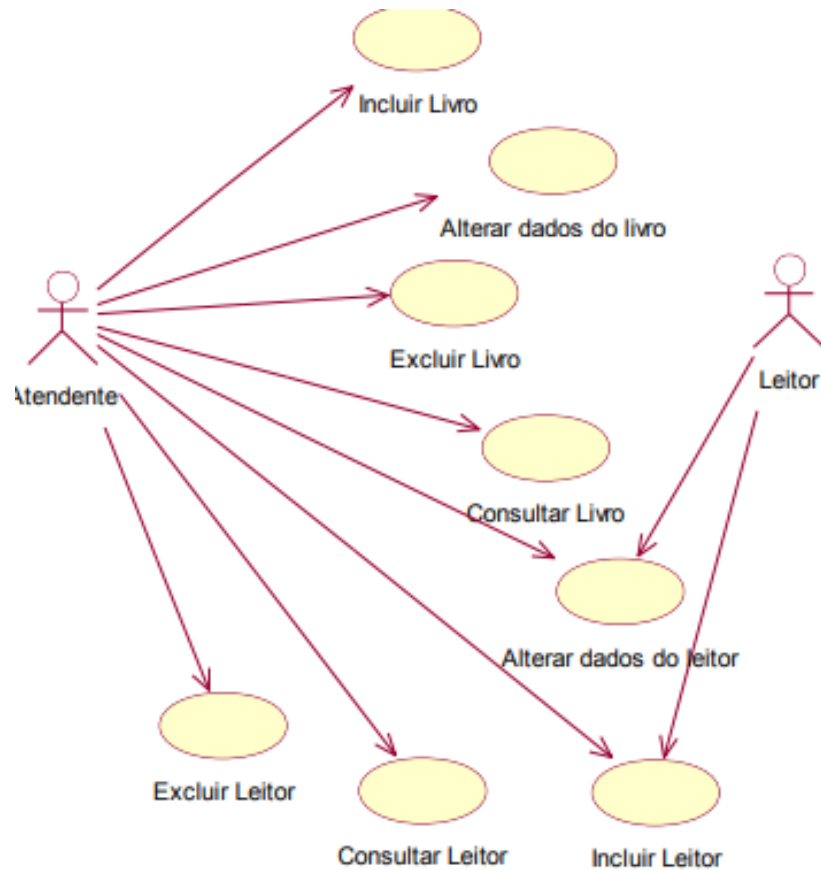 Incluir Livro
Alterar dados do livro
Excluir Livro
Atendente
Leitor
Consultar Livro
Alterar dados do leitor
Excluir Leitor
Consultar Leitor
Incluir Leitor